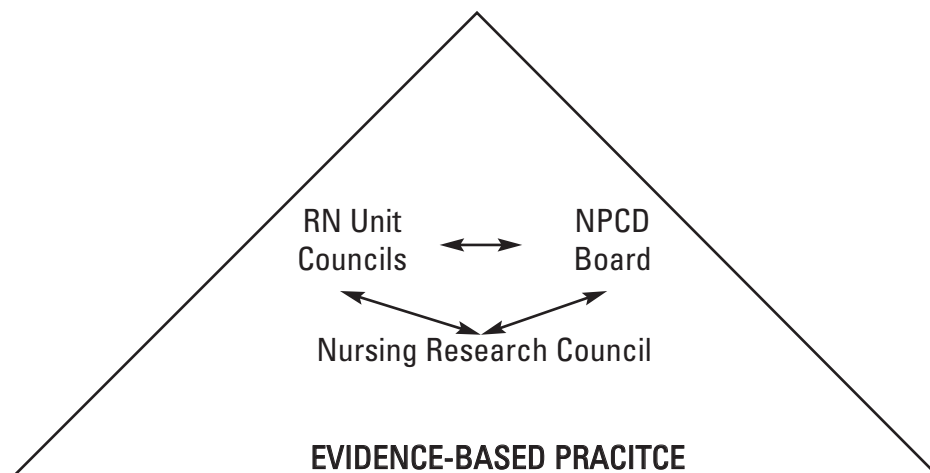 RN Unit
Councils
NPCD
Board
Nursing Research Council
EVIDENCE-BASED PRACITCE